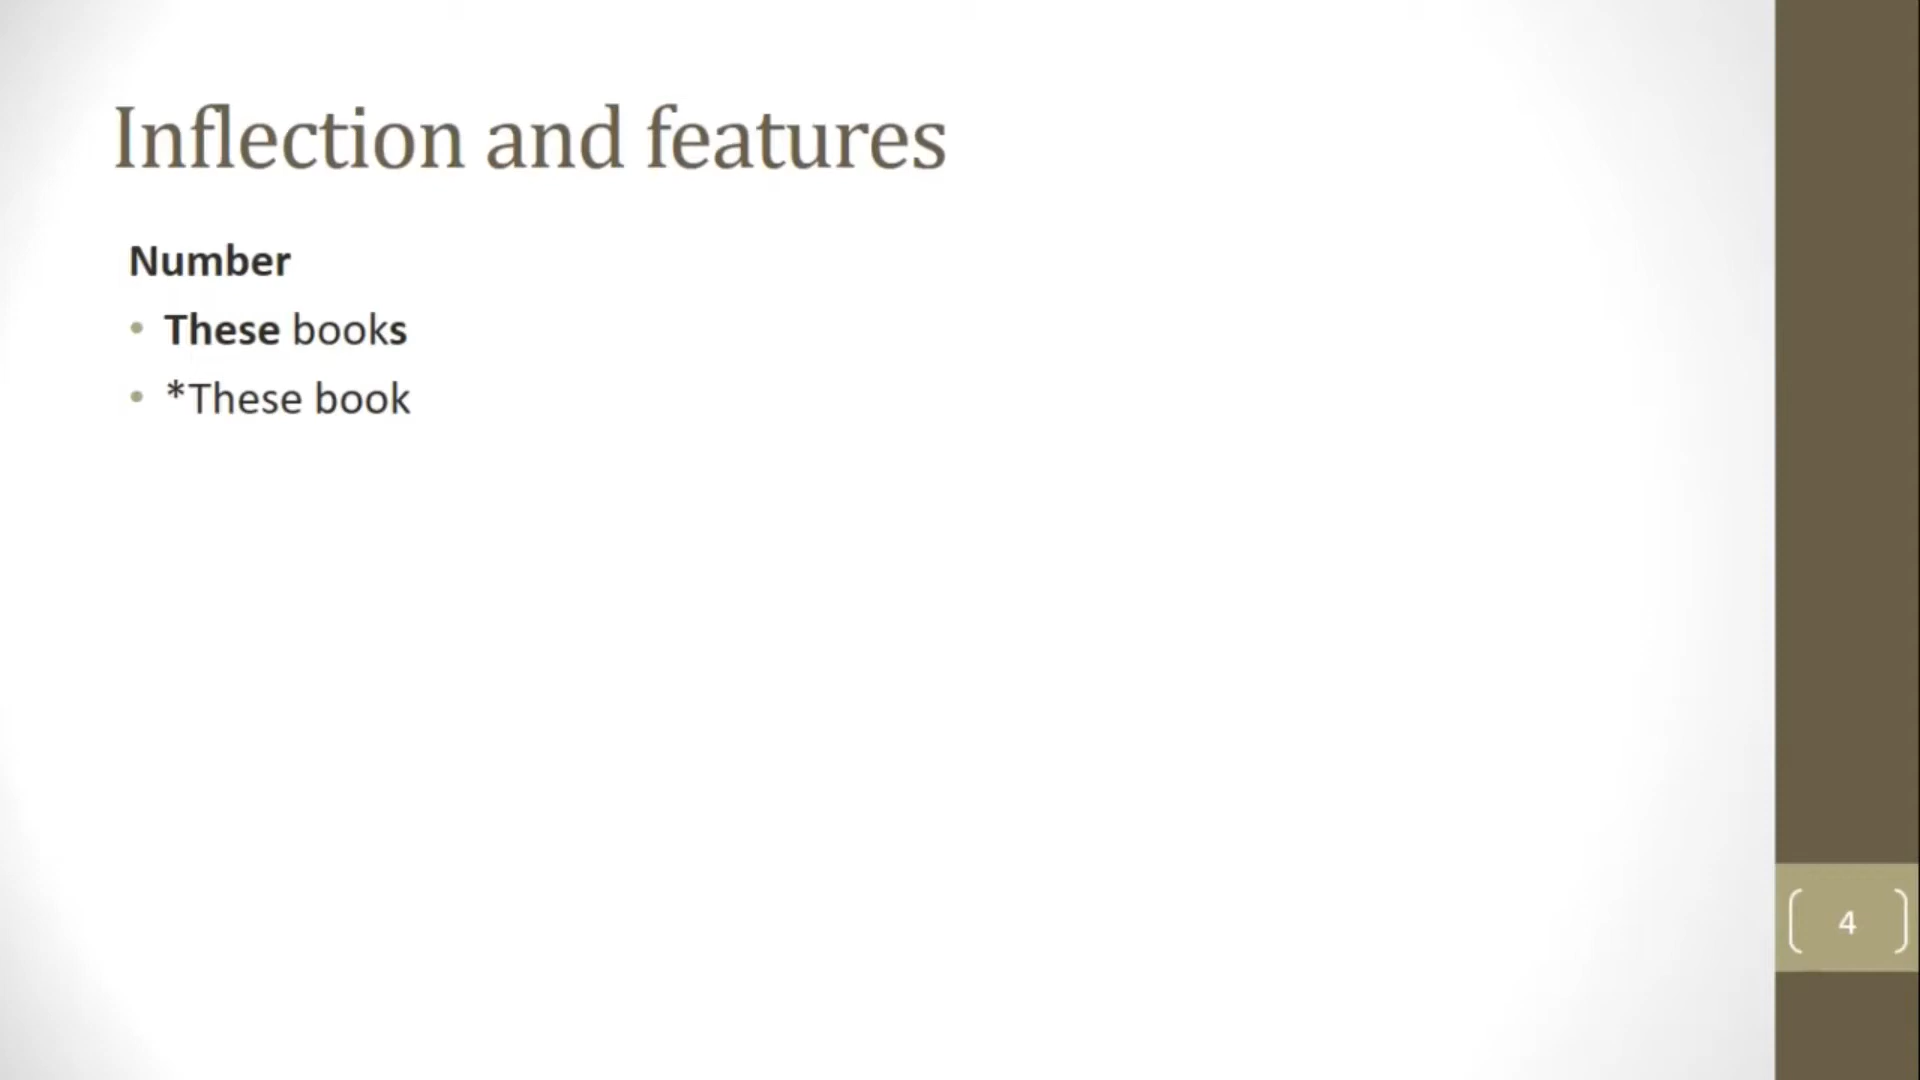 Inflection and features
Number
• These books
• *These book
4